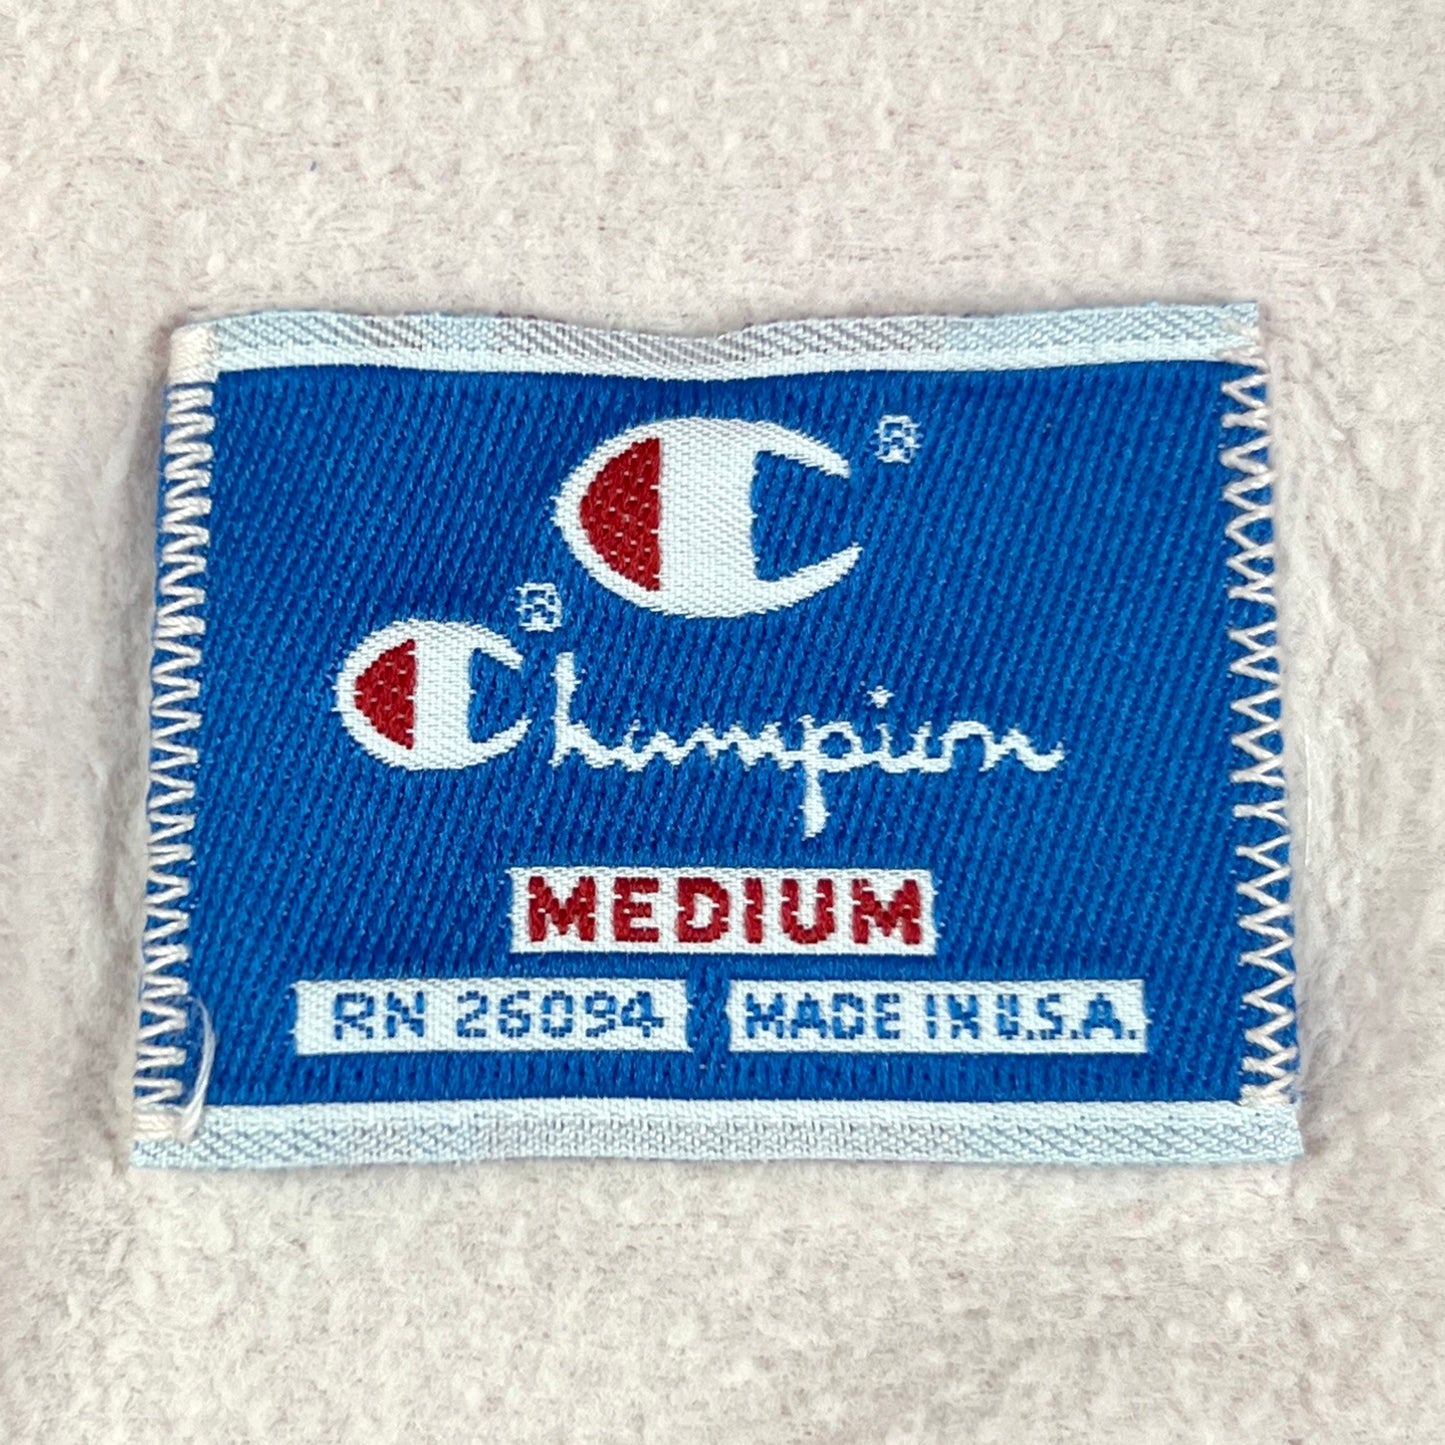 C®
Champion®
MEDIUM
RN 26094 MADE IN U.S.A.